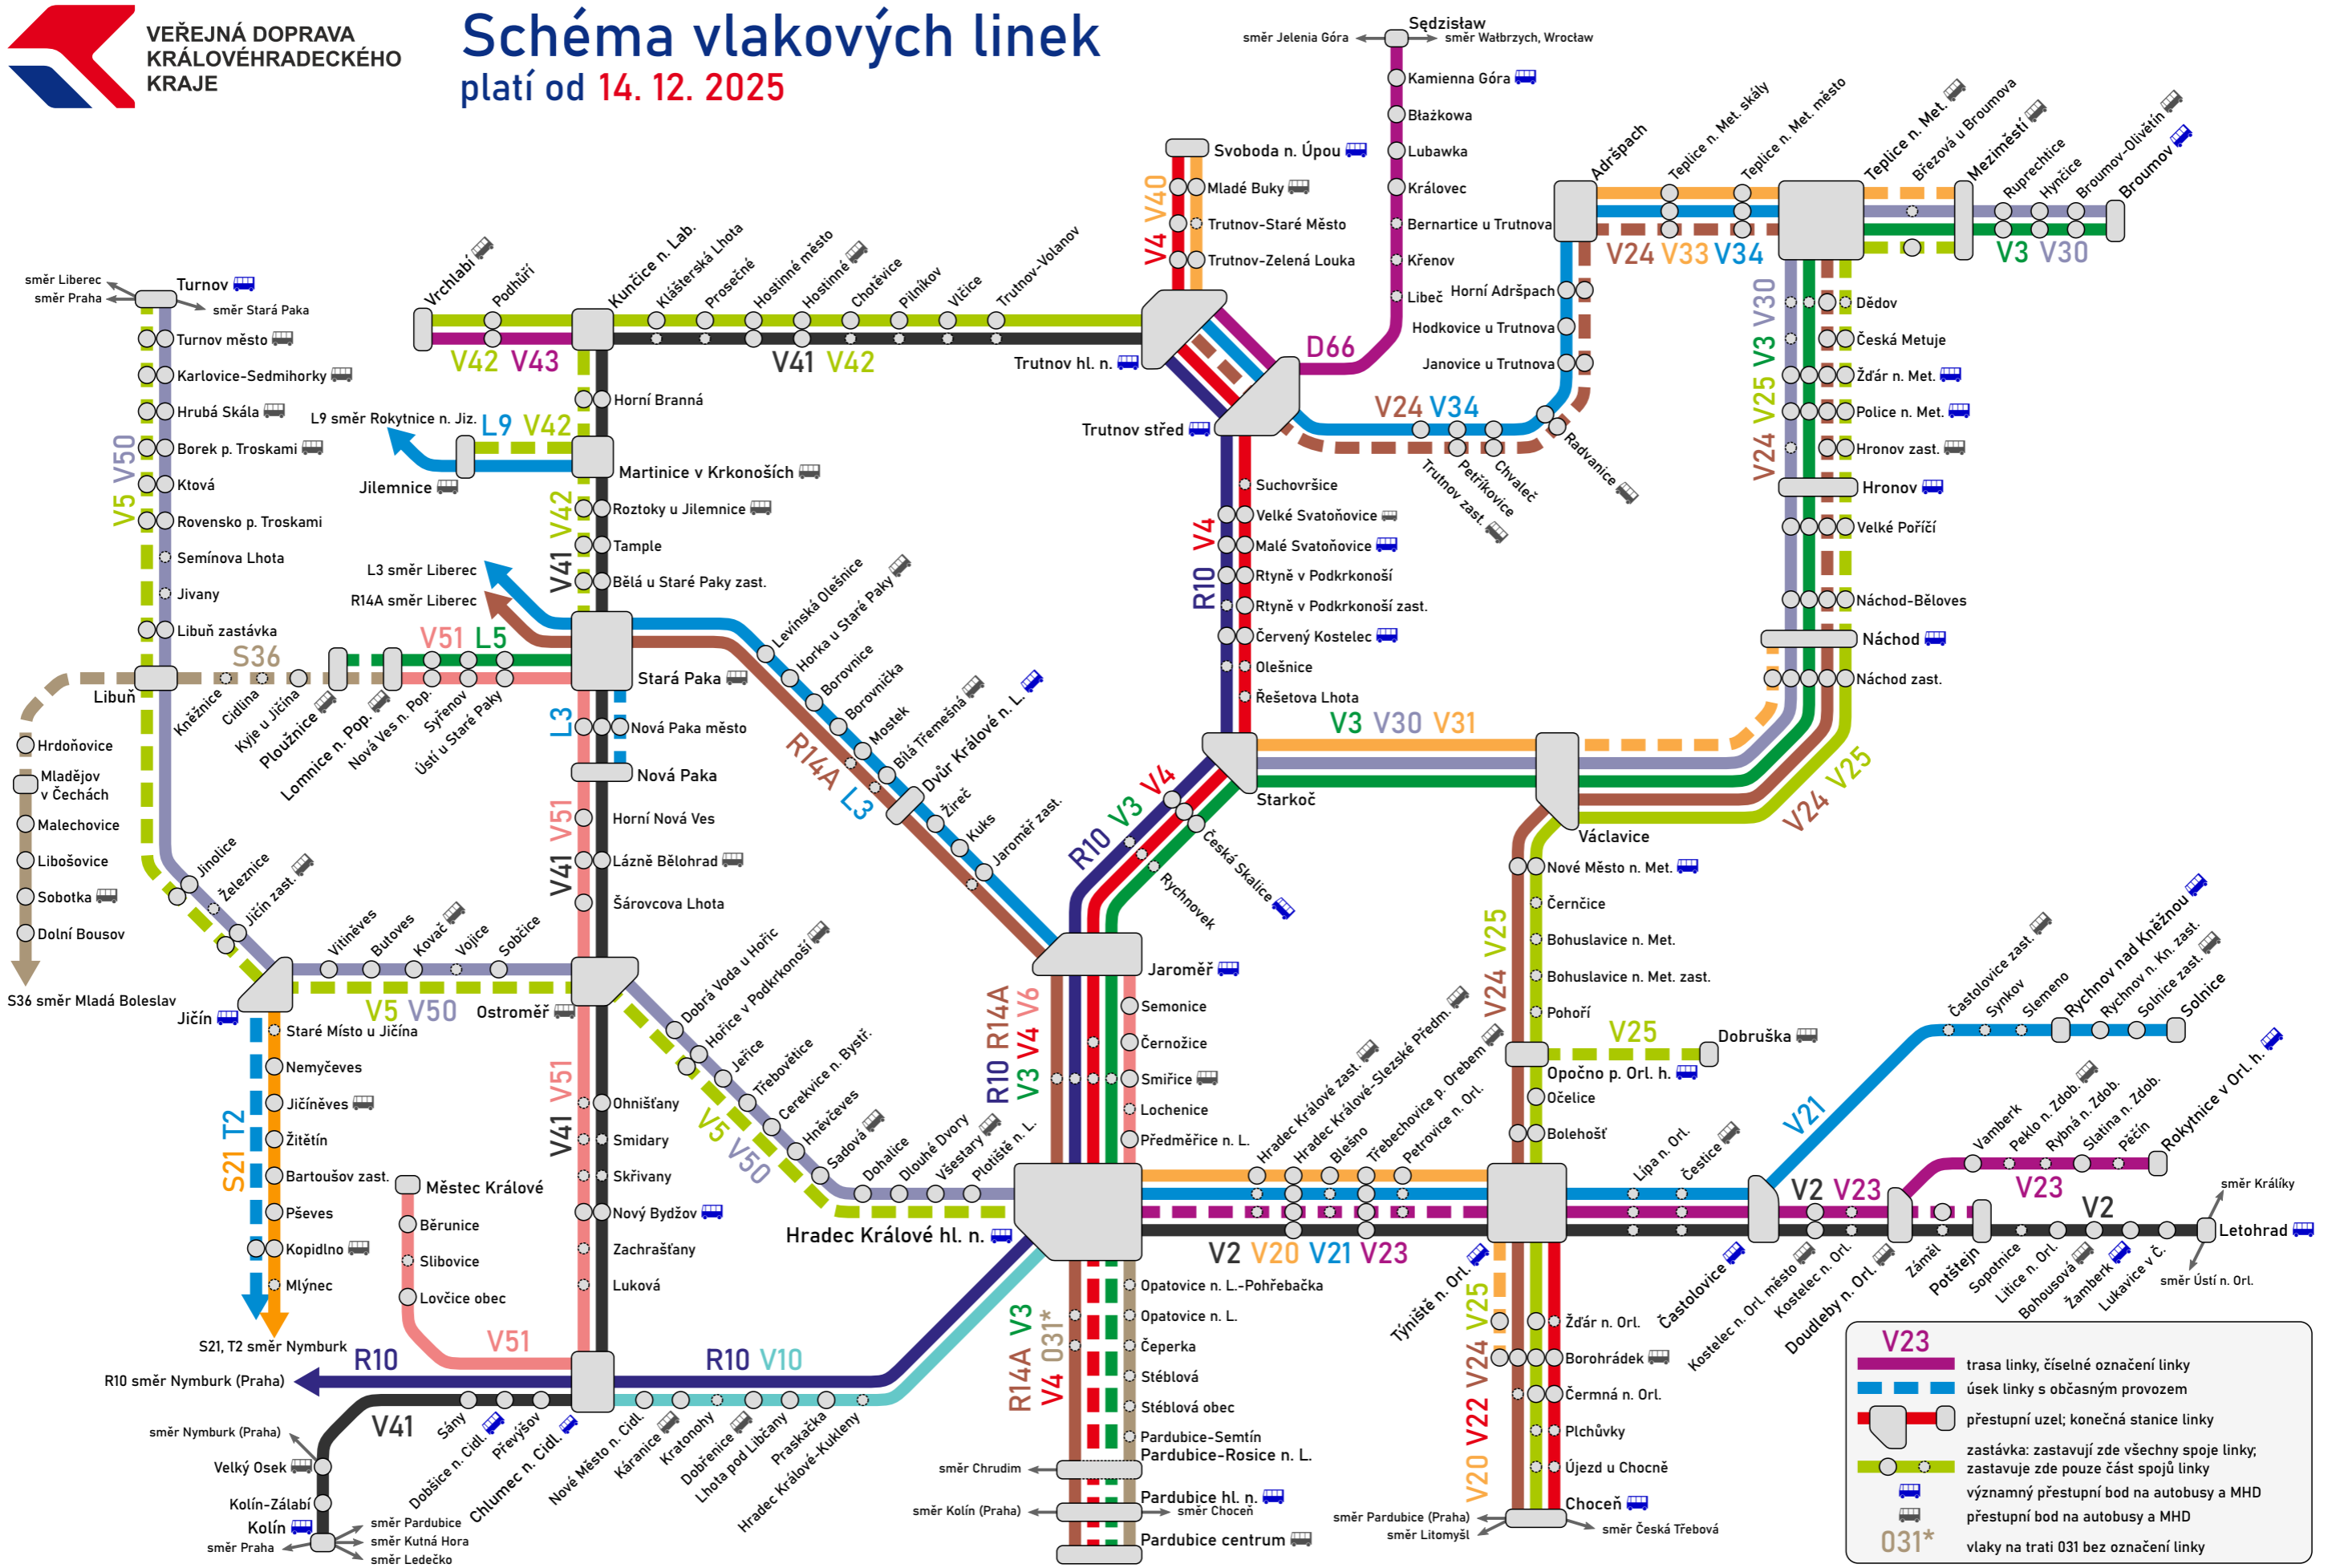 VEŘEJNÁ DOPRAVA
KRÁLOVÉHRADECKÉHO
KRAJE
Schéma vlakových linek
platí od 14. 12. 2025
směr Liberec
směr Praha
Turnov
směr Stará Paka
Turnov město
Karlovice-Sedmihorky
Hrubá Skála
Borek p. Troskami
Ktová
Rovensko p. Troskami
Semínova Lhota
Jivany
Libuň zastávka
V5 V50
S36
Libuň
Kněžnice
Cidlina
Kyje u Jičína
Ploužnice
Lomnice n. Pop.
Nová Ves n. Pop.
Syřenov
Ústí u Staré Paky
V51 L5
Hrdoňovice
Mladějov
v Čechách
Malechovice
Libošovice
Sobotka
Dolní Bousov
S36 směr Mladá Boleslav
Jinolice
Železnice
Jičín zast.
Jičín
Vitiněves
Butoves
Kovač
Vojice
Sobčice
V5 V50
Ostroměř
Staré Místo u Jičína
Nemyčeves
Jičíněves
Žitětín
Bartoušov zast.
Pševes
Kopidlno
Mlýnec
S21 T2
S21, T2 směr Nymburk
Vrchlabí
Podhůří
Kunčice n. Lab.
Klášterská Lhota
Prosečné
Hostinné město
Hostinné
Chotěvice
Pilníkov
Vlčice
Trutnov-Volanov
V42 V43
V41 V42
Trutnov hl. n.
Horní Branná
L9 směr Rokytnice n. Jiz.
L9 V42
Jilemnice
Martinice v Krkonoších
Roztoky u Jilemnice
Tample
Bělá u Staré Paky zast.
V41 V42
L3 směr Liberec
R14A směr Liberec
Stará Paka
Nová Paka město
L3
Nová Paka
Horní Nová Ves
Lázně Bělohrad
Šárovcova Lhota
V41 V51
Levínská Olešnice
Horka u Staré Paky
Borovnice
Borovnička
Mostek
Bílá Třemešná
Dvůr Králové n. L.
Žireč
Kuks
Jaroměř zast.
R14A L3
Jaroměř
Ohnišťany
Smidary
Skřivany
Nový Bydžov
Zachrašťany
Luková
V41 V51
Městec Králové
Běrunice
Slibovice
Lovčice obec
V51
R10
R10 směr Nymburk (Praha)
V41
směr Nymburk (Praha)
Velký Osek
Kolín-Zálabí
Kolín
směr Praha
směr Pardubice
směr Kutná Hora
směr Ledečko
Sány
Dobšice n. Cidl.
Převýšov
Chlumec n. Cidl.
R10 V10
Nové Město n. Cidl.
Káranice
Kratonohy
Dobřenice
Lhota pod Libčany
Praskačka
Hradec Králové-Kukleny
Dobrá Voda u Hořic
Hořice v Podkrkonoší
Jeřice
Třebovětice
Cerekvice n. Bystř.
Hněvčeves
Sadová
Dohalice
Dlouhé Dvory
Všestary
Plotiště n. L.
V5 V50
Hradec Králové hl. n.
Svoboda n. Úpou
Mladé Buky
Trutnov-Staré Město
Trutnov-Zelená Louka
V4 V40
směr Jelenia Góra
Sędzisław
směr Wałbrzych, Wrocław
Kamienna Góra
Błażkowa
Lubawka
Královec
Bernartice u Trutnova
Křenov
Libeč
D66
Trutnov střed
V24 V34
Trutnov zast.
Petříkovice
Chvaleč
Radvanice
Janovice u Trutnova
Hodkovice u Trutnova
Horní Adršpach
Adršpach
Teplice n. Met. skály
Teplice n. Met. město
V24 V33 V34
Teplice n. Met.
Březová u Broumova
Meziměstí
Ruprechtice
Hynčice
Broumov-Olivětín
Broumov
V3 V30
Dědov
Česká Metuje
Žďár n. Met.
Police n. Met.
Hronov zast.
Hronov
Velké Poříčí
Náchod-Běloves
Náchod
Náchod zast.
V24 V25 V3 V30
Suchovršice
Velké Svatoňovice
Malé Svatoňovice
Rtyně v Podkrkonoší
Rtyně v Podkrkonoší zast.
Červený Kostelec
Olešnice
Řešetova Lhota
R10 V4
V3 V30 V31
Starkoč
Václavice
V24 V25
R10 V3 V4
Česká Skalice
Rychnovek
Nové Město n. Met.
Černčice
Bohuslavice n. Met.
Bohuslavice n. Met. zast.
Pohoří
V24 V25
V25
Dobruška
Opočno p. Orl. h.
Očelice
Bolehošť
Semonice
Černožice
Smiřice
Lochenice
Předměřice n. L.
R10 R14A
V3 V4 V6
Hradec Králové zast.
Hradec Králové-Slezské Předm.
Blešno
Třebechovice p. Orebem
Petrovice n. Orl.
V2 V20 V21 V23
Týniště n. Orl.
Lípa n. Orl.
Čestice
Častolovice
V21
Častolovice zast.
Synkov
Slemeno
Rychnov nad Kněžnou
Rychnov n. Kn. zast.
Solnice zast.
Solnice
V2 V23
Kostelec n. Orl. město
Kostelec n. Orl.
Doudleby n. Orl.
Vamberk
Peklo n. Zdob.
Rybná n. Zdob.
Slatina n. Zdob.
Pěčín
Rokytnice v Orl. h.
V23
V2
Záměl
Potštejn
Sopotnice
Litice n. Orl.
Bohousová
Žamberk
Lukavice v Č.
Letohrad
směr Králíky
směr Ústí n. Orl.
Opatovice n. L.-Pohřebačka
Opatovice n. L.
Čeperka
Stéblová
Stéblová obec
Pardubice-Semtín
Pardubice-Rosice n. L.
R14A V3
V4 031*
směr Chrudim
směr Kolín (Praha)
Pardubice hl. n.
směr Choceň
Pardubice centrum
Žďár n. Orl.
Borohrádek
Čermná n. Orl.
Plchůvky
Újezd u Chocně
Choceň
V20 V22 V24 V25
směr Pardubice (Praha)
směr Litomyšl
směr Česká Třebová
V23
trasa linky, číselné označení linky
úsek linky s občasným provozem
přestupní uzel; konečná stanice linky
zastávka: zastavují zde všechny spoje linky;
zastavuje zde pouze část spojů linky
významný přestupní bod na autobusy a MHD
přestupní bod na autobusy a MHD
031* vlaky na trati 031 bez označení linky